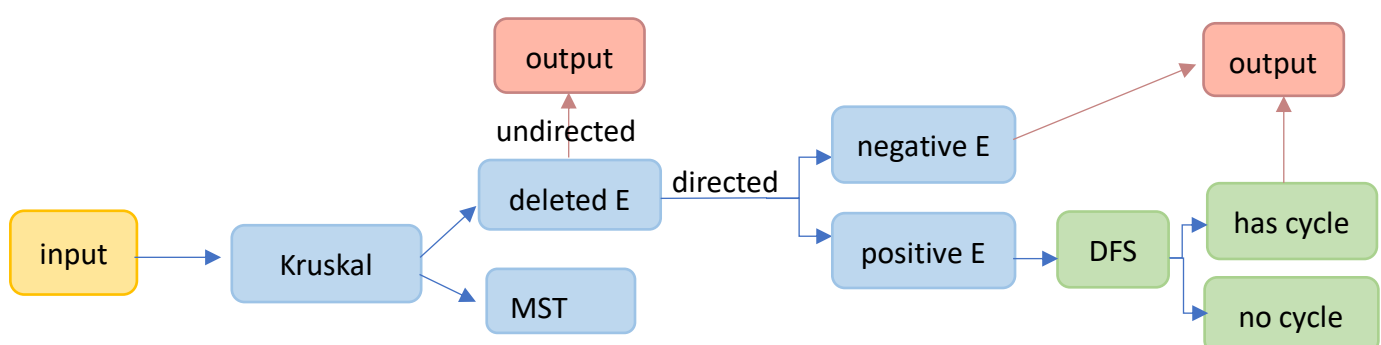 output
output
undirected
negative E
deleted E
directed
input
Kruskal
positive E
DFS
has cycle
MST
no cycle